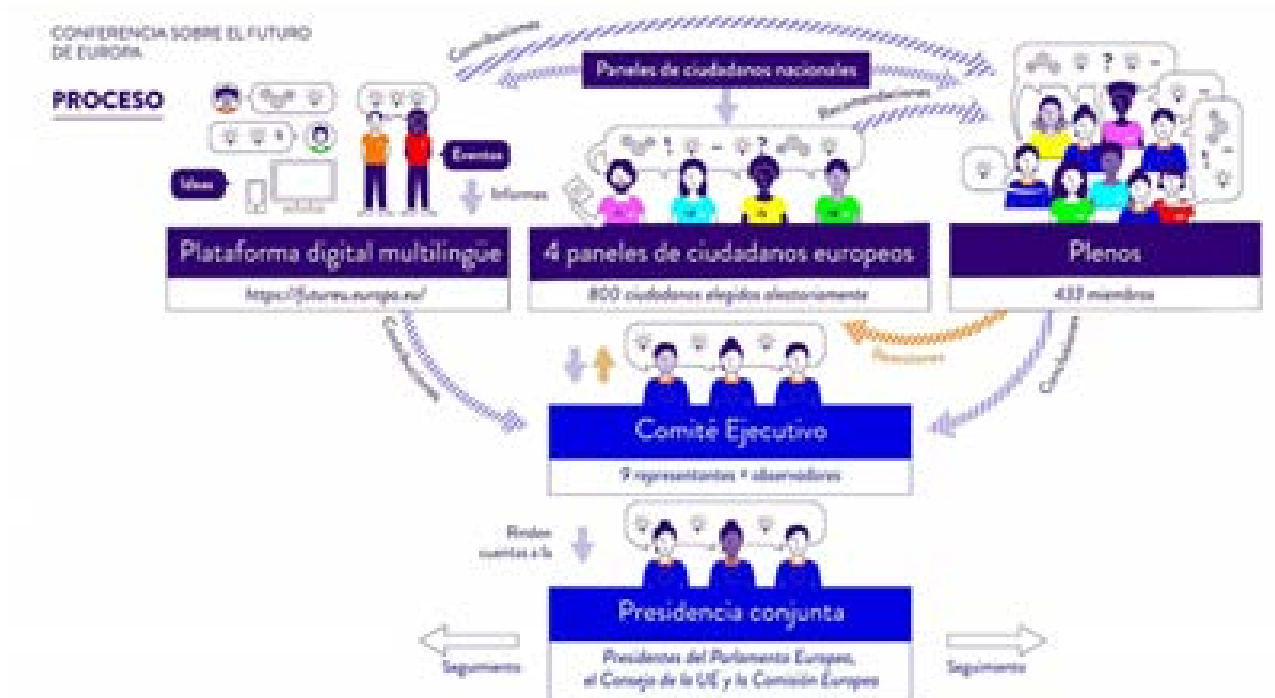 CONFERENCIA SOBRE EL FUTURO
DE EUROPA
PROCESO
Contribuciones
Paneles de ciudadanos nacionales
Recomendaciones
Eventos
Ideas
Informes
Plataforma digital multilingüe
https://futureu.europa.eu/
4 paneles de ciudadanos europeos
800 ciudadanos elegidos aleatoriamente
Plenos
433 miembros
Contribuciones
Reacciones
Conclusiones
Comité Ejecutivo
9 representantes + observadores
Rinden
cuentas a la
Presidencia conjunta
Presidentes del Parlamento Europeo,
el Consejo de la UE y la Comisión Europea
Seguimiento
Seguimiento